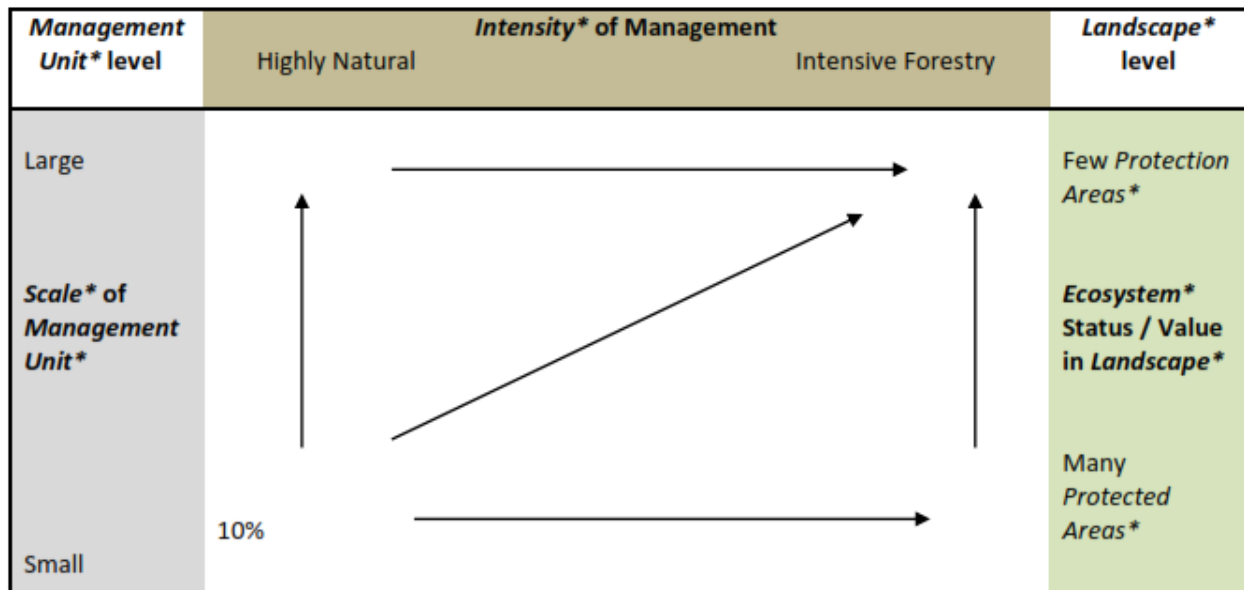 Management
Unit* level
Intensity* of Management
Highly Natural
Intensive Forestry
Landscape*
level
Large
Few Protection
Areas*
Scale* of
Management
Unit*
Ecosystem*
Status / Value
in Landscape*
Many
Protected
Areas*
10%
Small